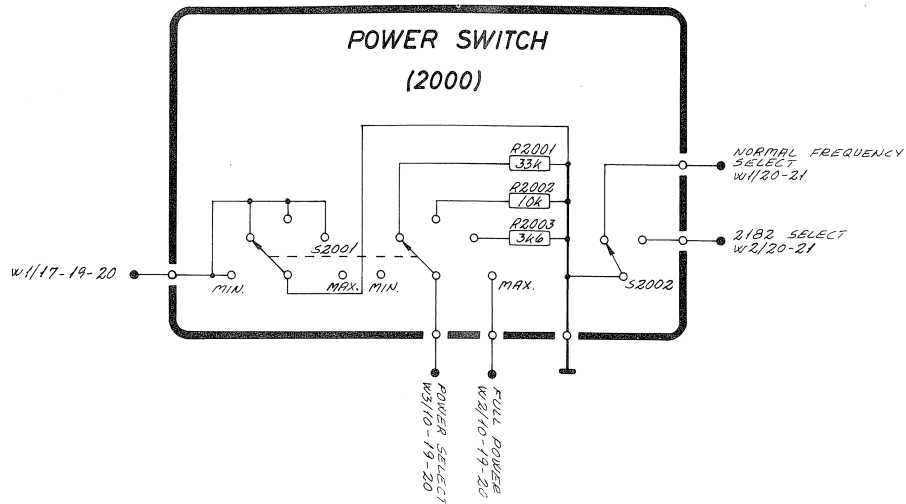 POWER SWITCH
(2000)
R2001
33K
R2002
10K
R2003
3K6
NORMAL FREQUENCY
SELECT
W1/20-21
2182 SELECT
W2/20-21
S2001
S2002
W1/17-19-20
MIN.
MAX.
MIN.
MAX.
POWER SELECT
W3/10-19-20
FULL POWER
W2/10-19-20